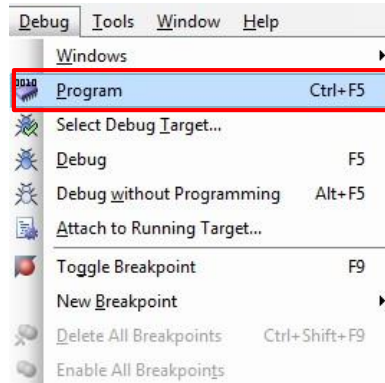 Debug Tools Window Help
Windows
0010
Program Ctrl+F5
Select Debug Target...
Debug F5
Debug without Programming Alt+F5
Attach to Running Target...
Toggle Breakpoint F9
New Breakpoint
Delete All Breakpoints Ctrl+Shift+F9
Enable All Breakpoints